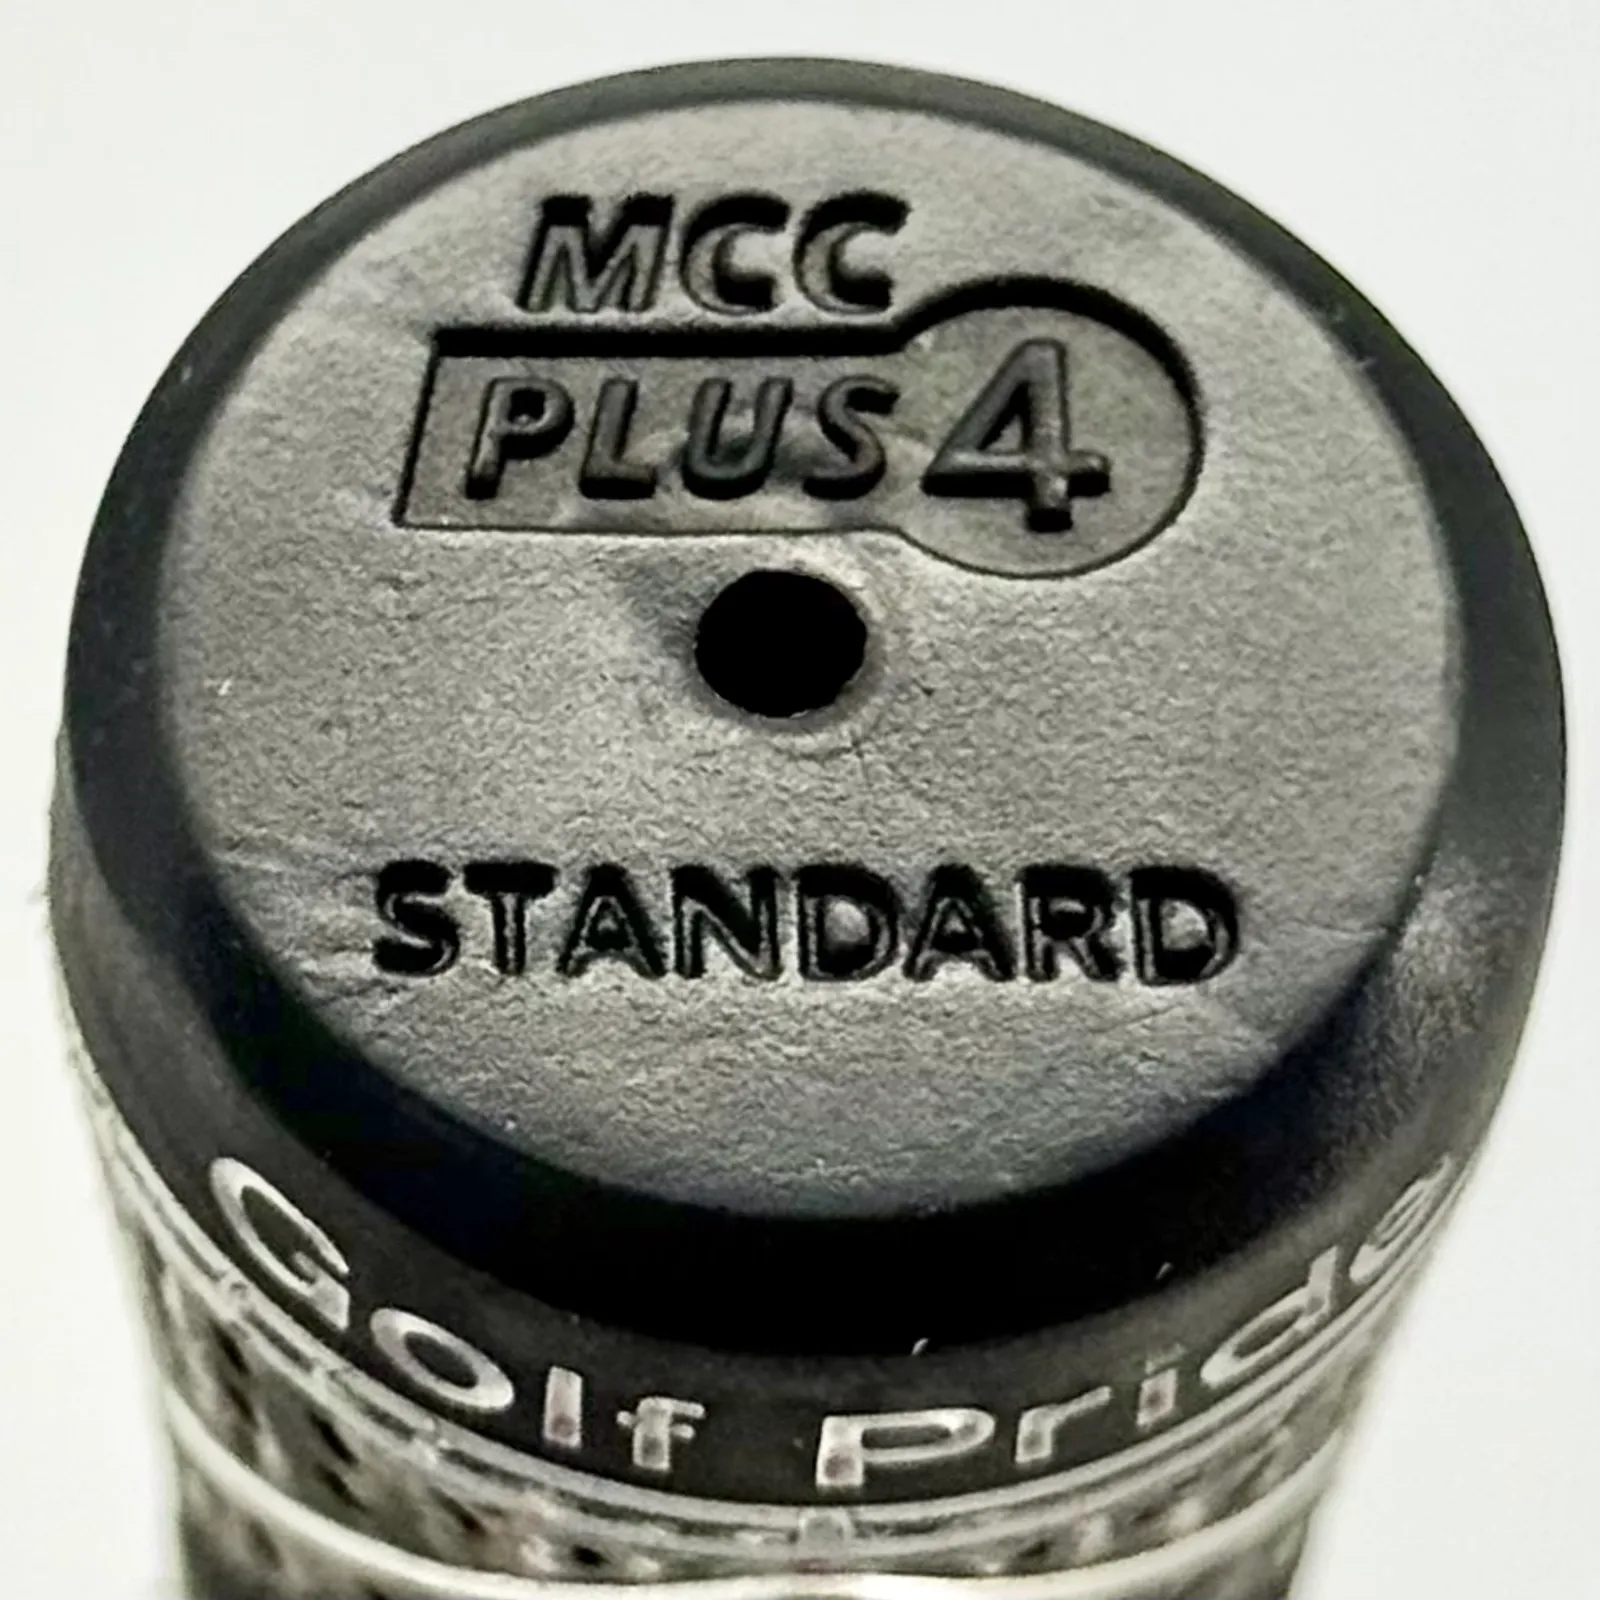 MCC
PLUS4
STANDARD
Golf Pride